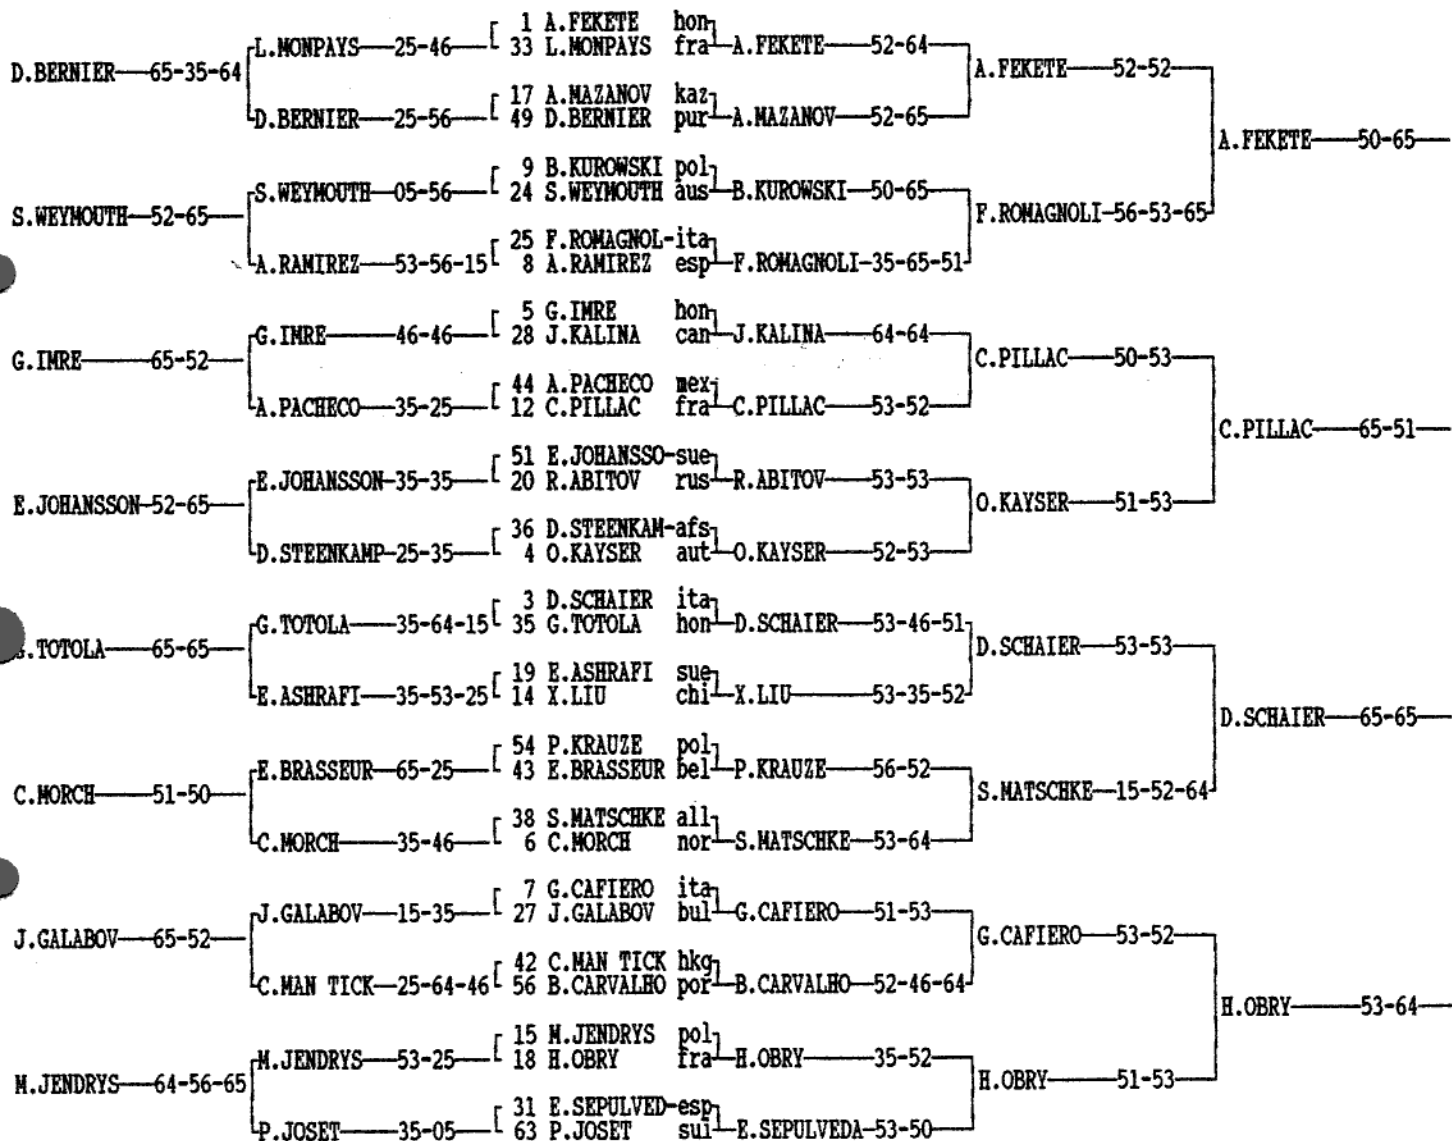 1 A.FEKETE hon
L.MONPAYS 25-46 33 L.MONPAYS fra A.FEKETE 52-64
D.BERNIER 65-35-64 A.FEKETE 52-52
17 A.MAZANOV kaz
D.BERNIER 25-56 49 D.BERNIER pur A.MAZANOV 52-65
A.FEKETE 50-65
9 B.KUROWSKI pol
S.WEYMOUTH 05-56 24 S.WEYMOUTH aus B.KUROWSKI 50-65
S.WEYMOUTH 52-65 F.ROMAGNOLI-56-53-65
25 F.ROMAGNOL-ita
A.RAMIREZ 53-56-15 8 A.RAMIREZ esp F.ROMAGNOLI-35-65-51
5 G.IMRE hon
G.IMRE 46-46 28 J.KALINA can J.KALINA 64-64
G.IMRE 65-52 C.PILLAC 50-53
44 A.PACHECO mex
A.PACHECO 35-25 12 C.PILLAC fra C.PILLAC 53-52
C.PILLAC 65-51
51 E.JOHANSSO-sue
E.JOHANSSON-35-35 20 R.ABITOV rus R.ABITOV 53-53
E.JOHANSSON-52-65 O.KAYSER 51-53
36 D.STEENKAM-afs
D.STEENKAMP-25-35 4 O.KAYSER aut O.KAYSER 52-53
3 D.SCHAIER ita
G.TOTOLA 35-64-15 35 G.TOTOLA hon D.SCHAIER 53-46-51
.TOTOLA 65-65 D.SCHAIER 53-53
19 E.ASHRAFI sue
E.ASHRAFI 35-53-25 14 X.LIU chi X.LIU 53-35-52
D.SCHAIER 65-65
54 P.KRAUZE pol
E.BRASSEUR 65-25 43 E.BRASSEUR bel P.KRAUZE 56-52
C.MORCH 51-50 S.MATSCHKE 15-52-64
38 S.MATSCHKE all
C.MORCH 35-46 6 C.MORCH nor S.MATSCHKE 53-64
7 G.CAFIERO ita
J.GALABOV 15-35 27 J.GALABOV bul G.CAFIERO 51-53
J.GALABOV 65-52 G.CAFIERO 53-52
42 C.MAN TICK hkg
C.MAN TICK 25-64-46 56 B.CARVALHO por B.CARVALHO 52-46-64
H.OBRY 53-64
15 M.JENDRYS pol
M.JENDRYS 53-25 18 H.OBRY fra H.OBRY 35-52
M.JENDRYS 64-56-65 H.OBRY 51-53
31 E.SEPULVED-esp
P.JOSET 35-05 63 P.JOSET sui E.SEPULVEDA-53-50